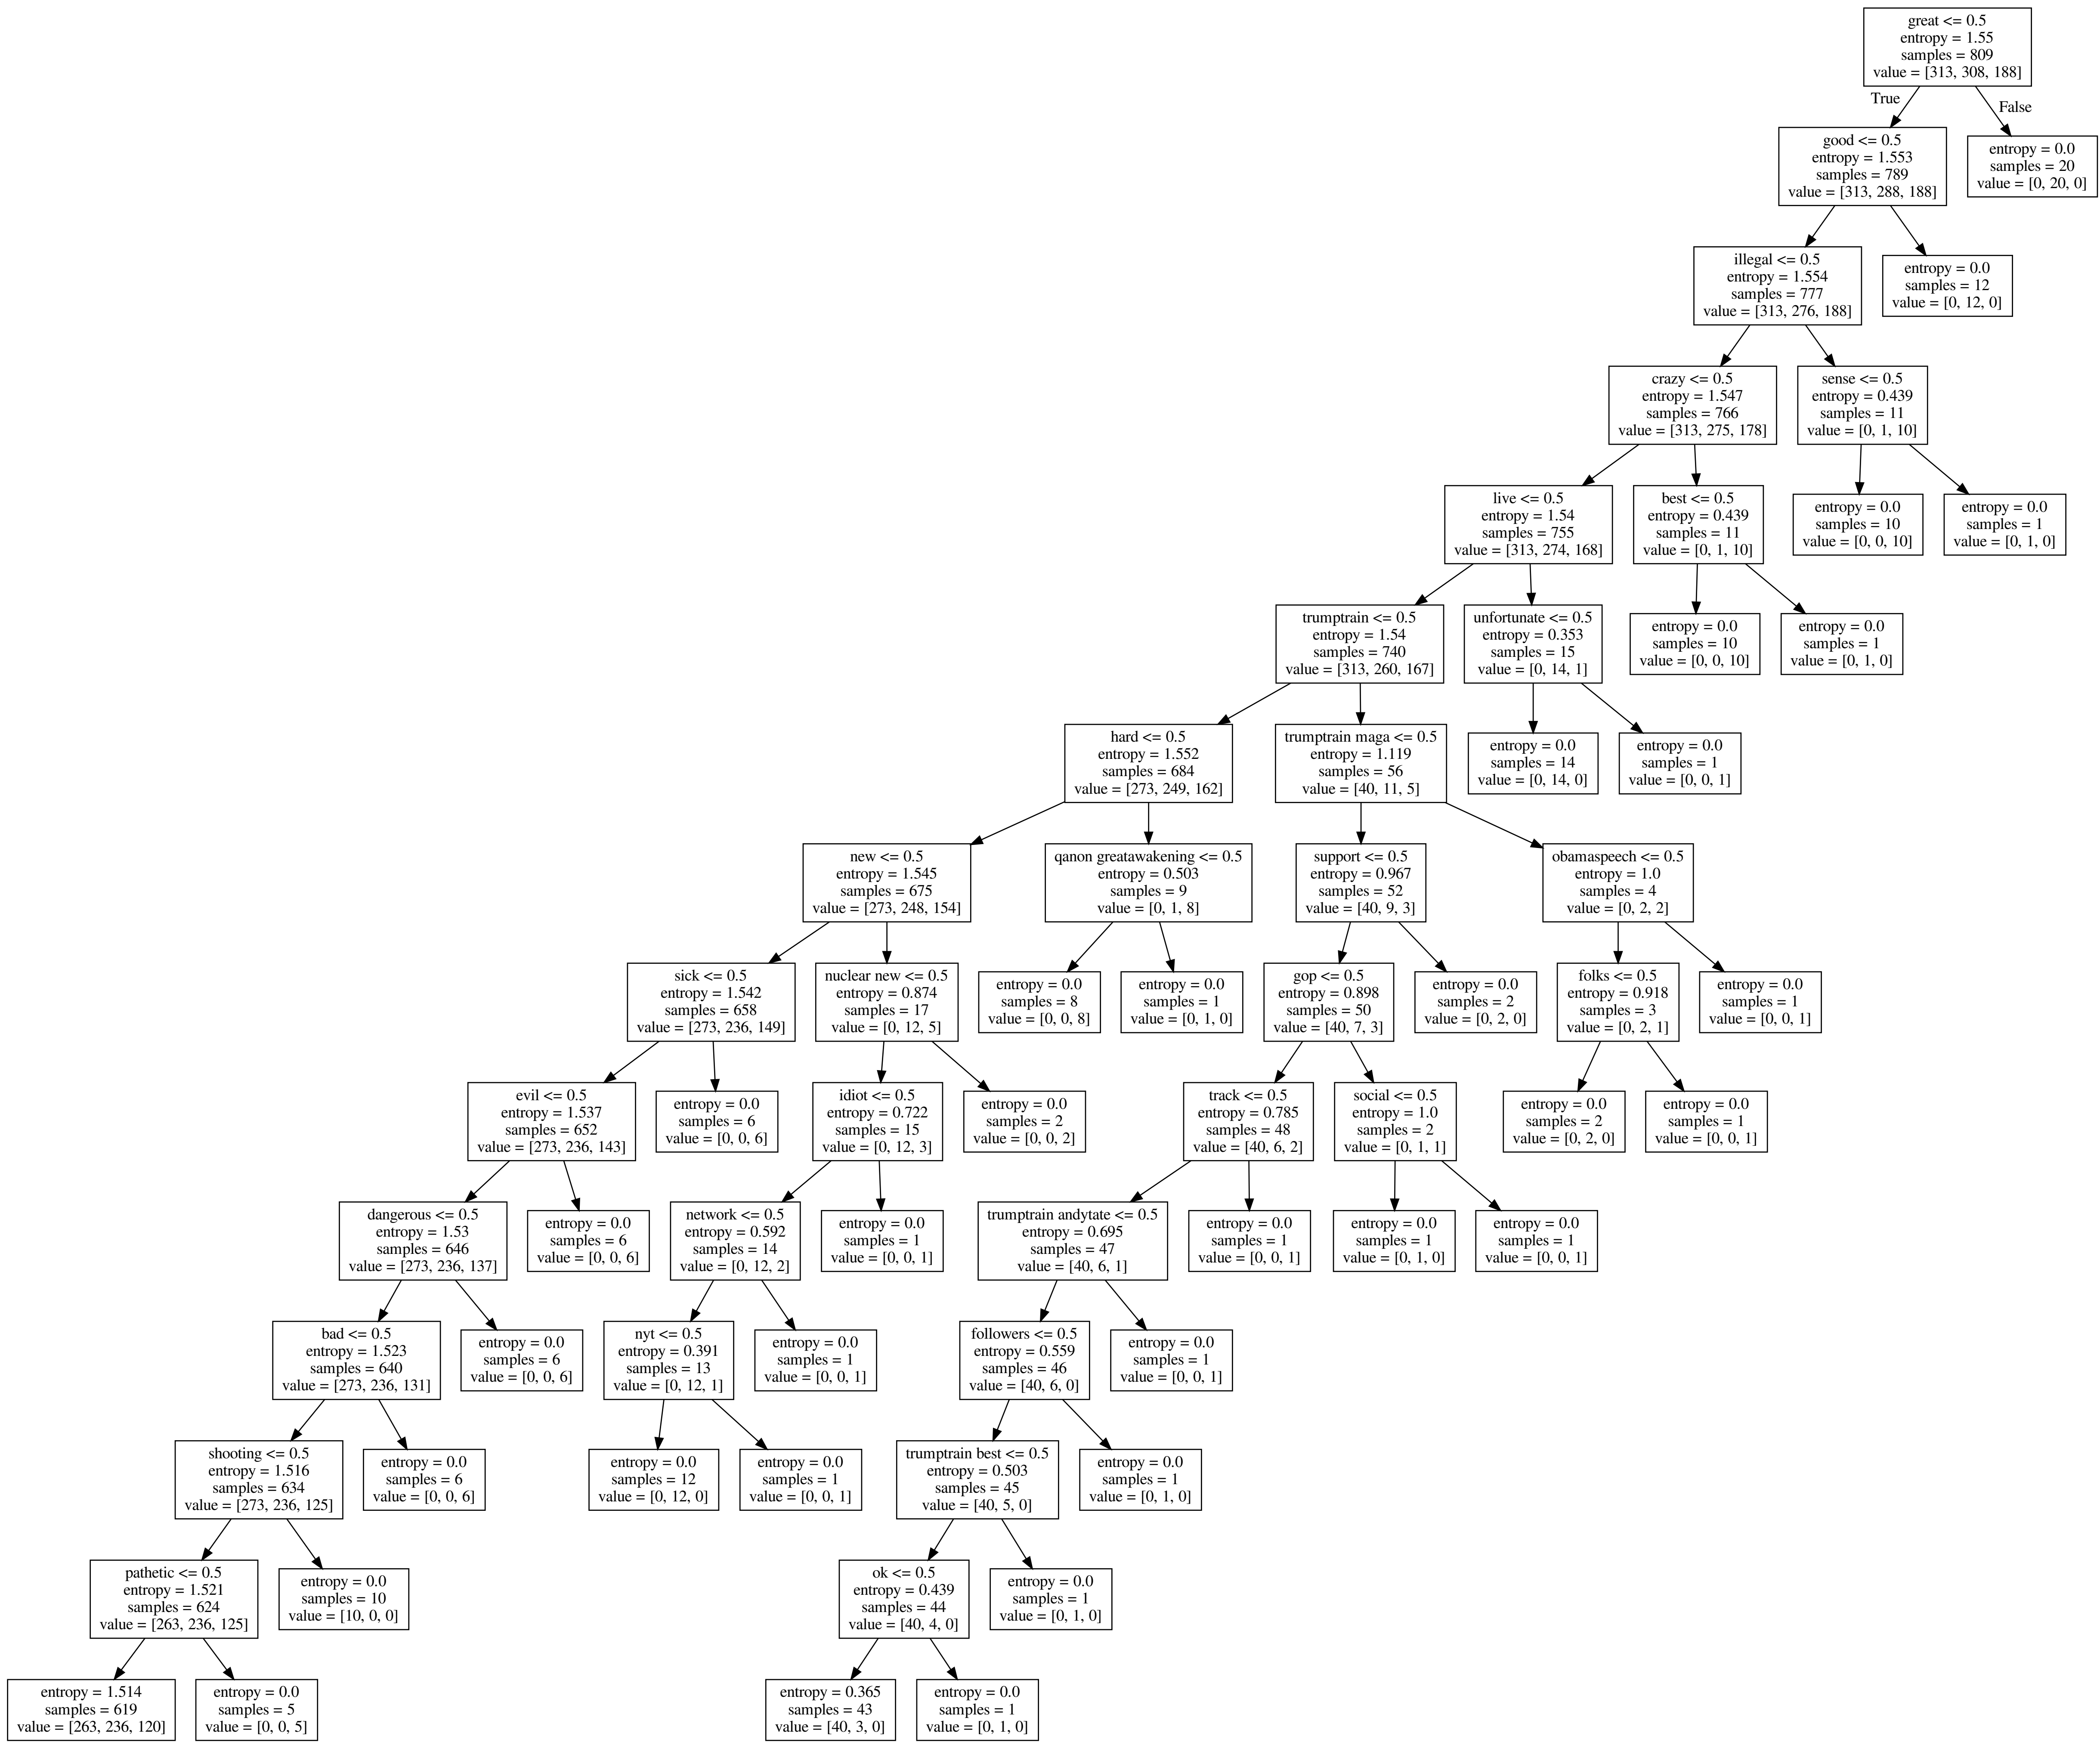 great <= 0.5
entropy = 1.55
samples = 809
value = [313, 308, 188]
True
False
good <= 0.5
entropy = 1.553
samples = 789
value = [313, 288, 188]
entropy = 0.0
samples = 20
value = [0, 20, 0]
illegal <= 0.5
entropy = 1.554
samples = 777
value = [313, 276, 188]
entropy = 0.0
samples = 12
value = [0, 12, 0]
crazy <= 0.5
entropy = 1.547
samples = 766
value = [313, 275, 178]
sense <= 0.5
entropy = 0.439
samples = 11
value = [0, 1, 10]
live <= 0.5
entropy = 1.54
samples = 755
value = [313, 274, 168]
best <= 0.5
entropy = 0.439
samples = 11
value = [0, 1, 10]
entropy = 0.0
samples = 10
value = [0, 0, 10]
entropy = 0.0
samples = 1
value = [0, 1, 0]
trumptrain <= 0.5
entropy = 1.54
samples = 740
value = [313, 260, 167]
unfortunate <= 0.5
entropy = 0.353
samples = 15
value = [0, 14, 1]
entropy = 0.0
samples = 10
value = [0, 0, 10]
entropy = 0.0
samples = 1
value = [0, 1, 0]
hard <= 0.5
entropy = 1.552
samples = 684
value = [273, 249, 162]
trumptrain maga <= 0.5
entropy = 1.119
samples = 56
value = [40, 11, 5]
entropy = 0.0
samples = 14
value = [0, 14, 0]
entropy = 0.0
samples = 1
value = [0, 0, 1]
new <= 0.5
entropy = 1.545
samples = 675
value = [273, 248, 154]
qanon greatawakening <= 0.5
entropy = 0.503
samples = 9
value = [0, 1, 8]
support <= 0.5
entropy = 0.967
samples = 52
value = [40, 9, 3]
obamaspeech <= 0.5
entropy = 1.0
samples = 4
value = [0, 2, 2]
sick <= 0.5
entropy = 1.542
samples = 658
value = [273, 236, 149]
nuclear new <= 0.5
entropy = 0.874
samples = 17
value = [0, 12, 5]
entropy = 0.0
samples = 8
value = [0, 0, 8]
entropy = 0.0
samples = 1
value = [0, 1, 0]
gop <= 0.5
entropy = 0.898
samples = 50
value = [40, 7, 3]
entropy = 0.0
samples = 2
value = [0, 2, 0]
folks <= 0.5
entropy = 0.918
samples = 3
value = [0, 2, 1]
entropy = 0.0
samples = 1
value = [0, 0, 1]
evil <= 0.5
entropy = 1.537
samples = 652
value = [273, 236, 143]
entropy = 0.0
samples = 6
value = [0, 0, 6]
idiot <= 0.5
entropy = 0.722
samples = 15
value = [0, 12, 3]
entropy = 0.0
samples = 2
value = [0, 0, 2]
track <= 0.5
entropy = 0.785
samples = 48
value = [40, 6, 2]
social <= 0.5
entropy = 1.0
samples = 2
value = [0, 1, 1]
entropy = 0.0
samples = 2
value = [0, 2, 0]
entropy = 0.0
samples = 1
value = [0, 0, 1]
dangerous <= 0.5
entropy = 1.53
samples = 646
value = [273, 236, 137]
entropy = 0.0
samples = 6
value = [0, 0, 6]
network <= 0.5
entropy = 0.592
samples = 14
value = [0, 12, 2]
entropy = 0.0
samples = 1
value = [0, 0, 1]
trumptrain andytate <= 0.5
entropy = 0.695
samples = 47
value = [40, 6, 1]
entropy = 0.0
samples = 1
value = [0, 0, 1]
entropy = 0.0
samples = 1
value = [0, 1, 0]
entropy = 0.0
samples = 1
value = [0, 0, 1]
bad <= 0.5
entropy = 1.523
samples = 640
value = [273, 236, 131]
entropy = 0.0
samples = 6
value = [0, 0, 6]
nyt <= 0.5
entropy = 0.391
samples = 13
value = [0, 12, 1]
entropy = 0.0
samples = 1
value = [0, 0, 1]
followers <= 0.5
entropy = 0.559
samples = 46
value = [40, 6, 0]
entropy = 0.0
samples = 1
value = [0, 0, 1]
shooting <= 0.5
entropy = 1.516
samples = 634
value = [273, 236, 125]
entropy = 0.0
samples = 6
value = [0, 0, 6]
entropy = 0.0
samples = 12
value = [0, 12, 0]
entropy = 0.0
samples = 1
value = [0, 0, 1]
trumptrain best <= 0.5
entropy = 0.503
samples = 45
value = [40, 5, 0]
entropy = 0.0
samples = 1
value = [0, 1, 0]
pathetic <= 0.5
entropy = 1.521
samples = 624
value = [263, 236, 125]
entropy = 0.0
samples = 10
value = [10, 0, 0]
ok <= 0.5
entropy = 0.439
samples = 44
value = [40, 4, 0]
entropy = 0.0
samples = 1
value = [0, 1, 0]
entropy = 1.514
samples = 619
value = [263, 236, 120]
entropy = 0.0
samples = 5
value = [0, 0, 5]
entropy = 0.365
samples = 43
value = [40, 3, 0]
entropy = 0.0
samples = 1
value = [0, 1, 0]